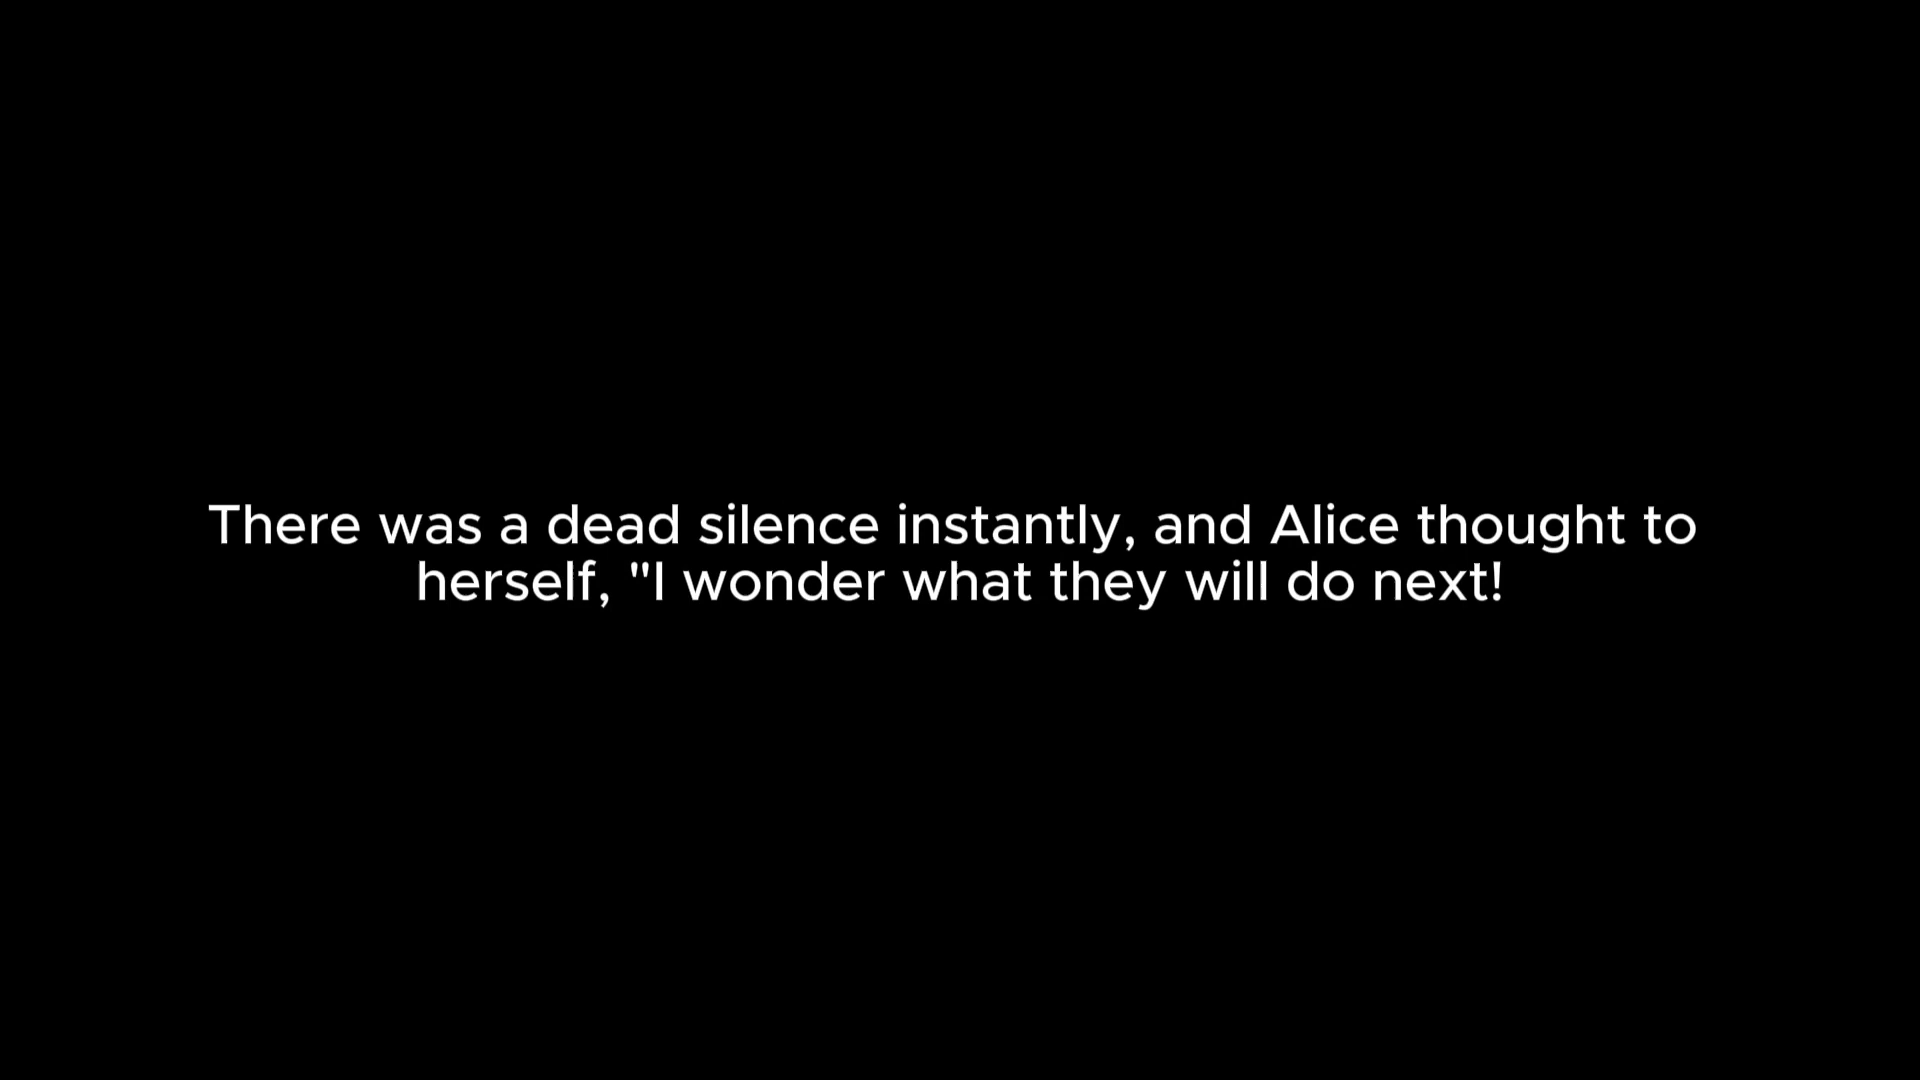 There was a dead silence instantly, and Alice thought to
herself, "I wonder what they will do next!